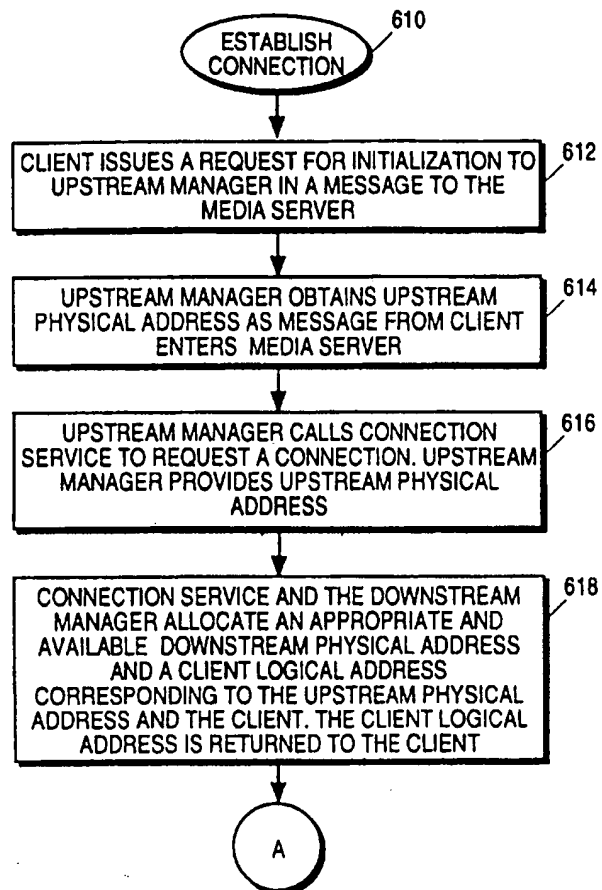 610
ESTABLISH
CONNECTION
612
CLIENT ISSUES A REQUEST FOR INITIALIZATION TO
UPSTREAM MANAGER IN A MESSAGE TO THE
MEDIA SERVER
614
UPSTREAM MANAGER OBTAINS UPSTREAM
PHYSICAL ADDRESS AS MESSAGE FROM CLIENT
ENTERS MEDIA SERVER
616
UPSTREAM MANAGER CALLS CONNECTION
SERVICE TO REQUEST A CONNECTION. UPSTREAM
MANAGER PROVIDES UPSTREAM PHYSICAL
ADDRESS
618
CONNECTION SERVICE AND THE DOWNSTREAM
MANAGER ALLOCATE AN APPROPRIATE AND
AVAILABLE DOWNSTREAM PHYSICAL ADDRESS
AND A CLIENT LOGICAL ADDRESS
CORRESPONDING TO THE UPSTREAM PHYSICAL
ADDRESS AND THE CLIENT. THE CLIENT LOGICAL
ADDRESS IS RETURNED TO THE CLIENT
A